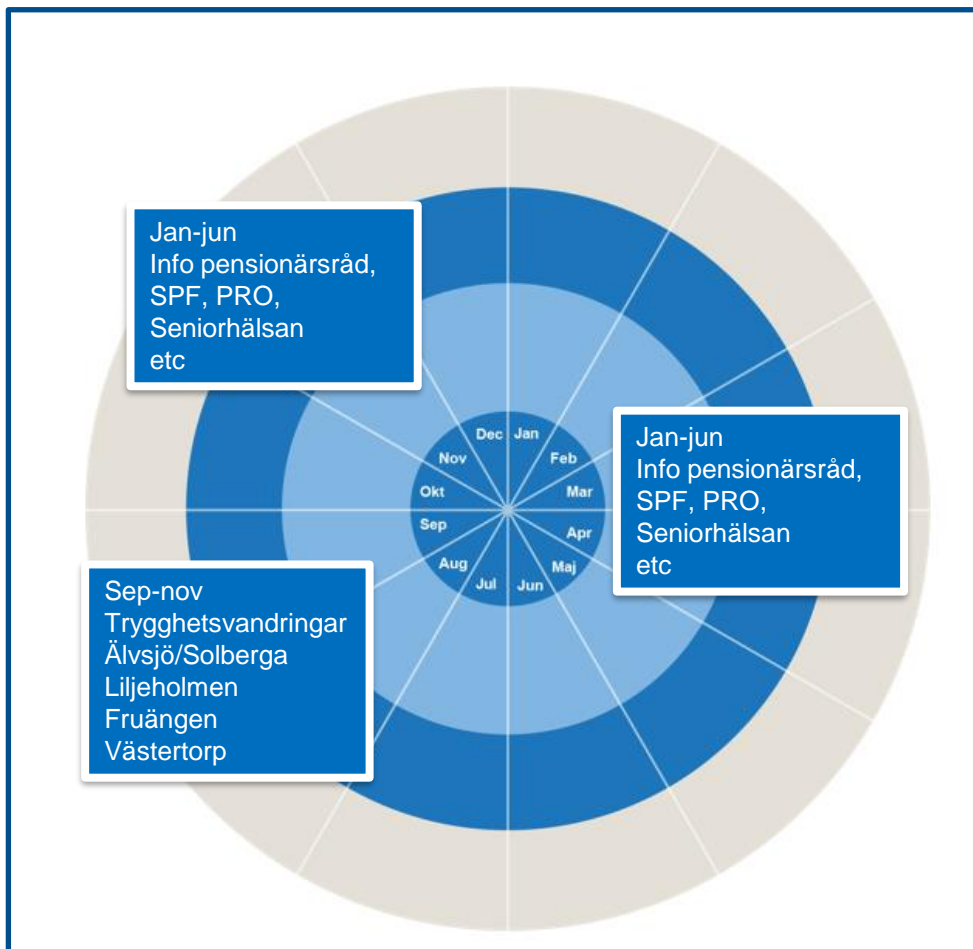 Jan-jun
Info pensionärsråd,
SPF, PRO,
Seniorhälsan
etc
Dec
Jan
Nov
Feb
Okt
Mar
Sep
Apr
Aug
Maj
Jul
Jun
Jan-jun
Info pensionärsråd,
SPF, PRO,
Seniorhälsan
etc
Sep-nov
Trygghetsvandringar
Älvsjö/Solberga
Liljeholmen
Fruängen
Västertorp